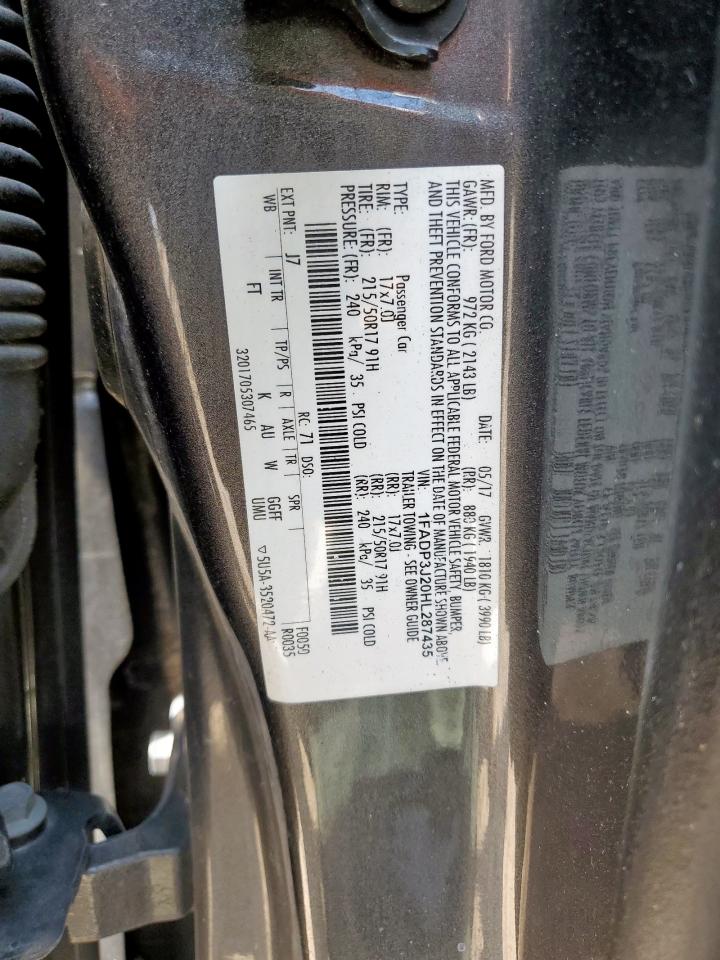 MFD. BY FORD MOTOR CO. DATE: 05/17 GVWR: 1810 KG ( 3990 LB)
GAWR: (FR): 972 KG ( 2143 LB) (RR): 880 KG ( 1940 LB)
THIS VEHICLE CONFORMS TO ALL APPLICABLE FEDERAL MOTOR VEHICLE SAFETY, BUMPER,
AND THEFT PREVENTION STANDARDS IN EFFECT ON THE DATE OF MANUFACTURE SHOWN ABOVE.
VIN: 1FADP3J20HL287435
TYPE: Passenger Car TRAILER TOWING - SEE OWNER GUIDE
RIM: (FR): 17x7.0J (RR): 17x7.0J
TIRE: (FR): 215/50R17 91H (RR): 215/50R17 91H
PRESSURE: (FR): 240 kPa/ 35 PSI COLD (RR): 240 kPa/ 35 PSI COLD
RC: 71 DSO: F0050
EXT PNT: J7 R0035
WB INT TR TP/PS R AXLE TR SPR
FT K AU W GGFF UMU
3201705307465 ▽5U5A-3520472-AA